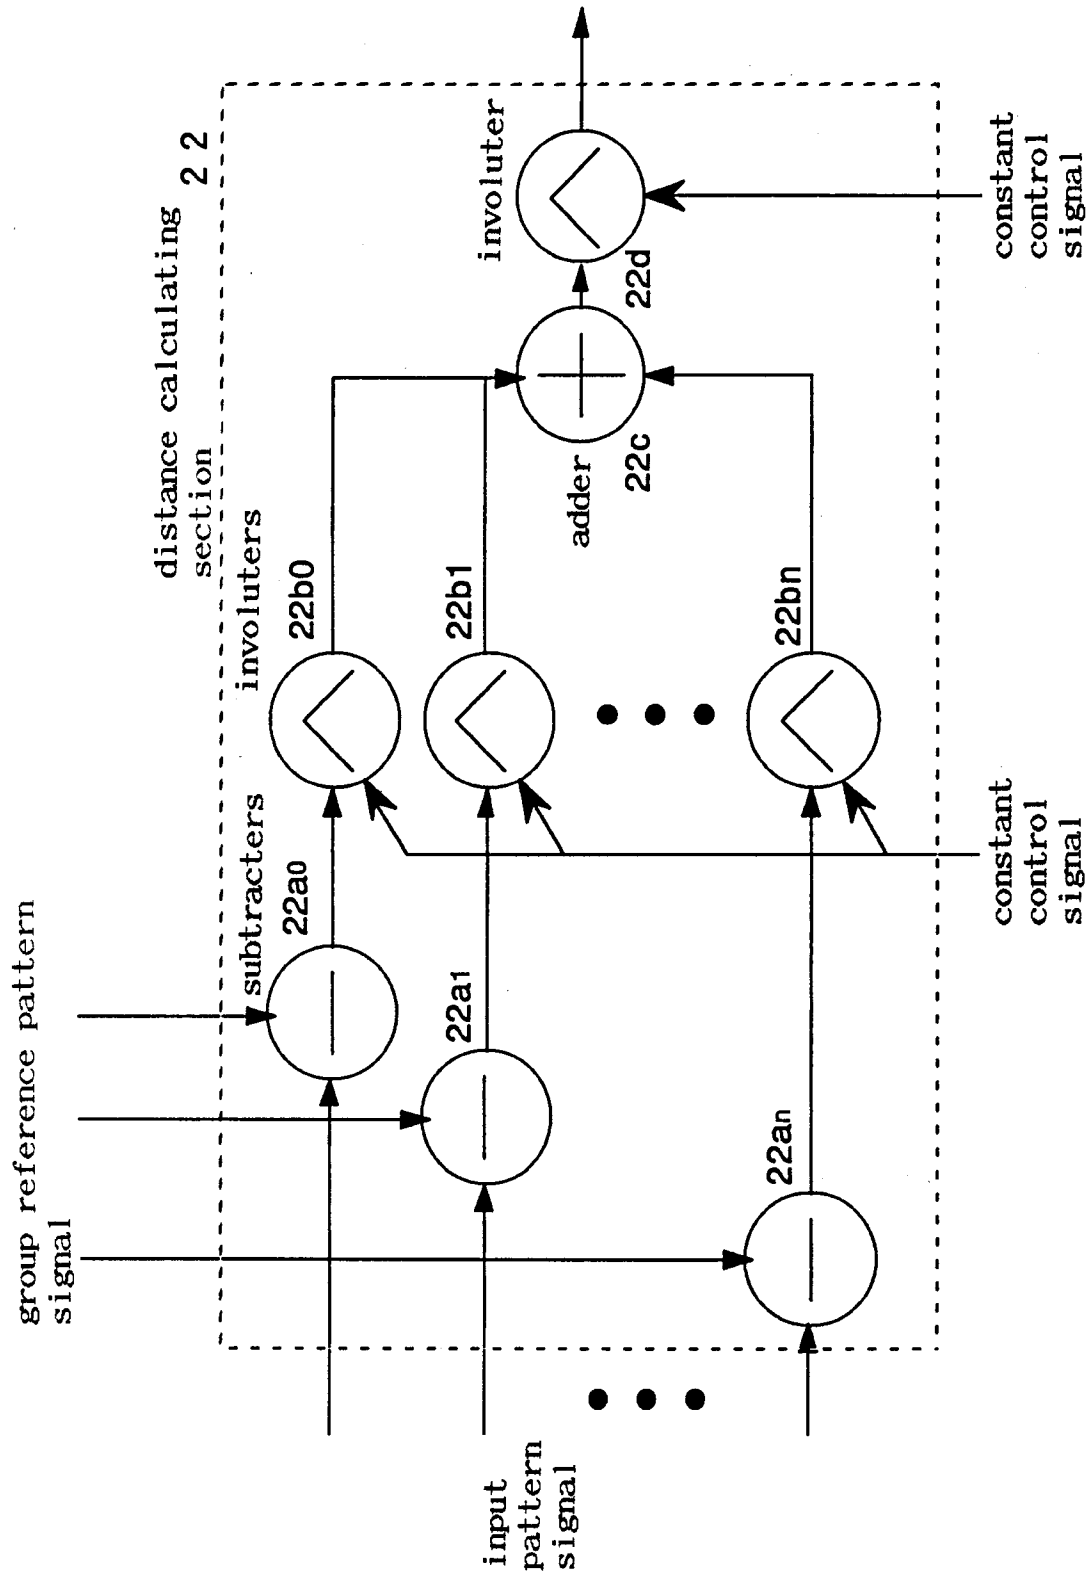 distance calculating
section
2 2
group reference pattern
signal
subtracters
involuters
involuter
22a0
22b0
22a1
22b1
22an
22bn
adder
22c
22d
input
pattern
signal
constant
control
signal
constant
control
signal